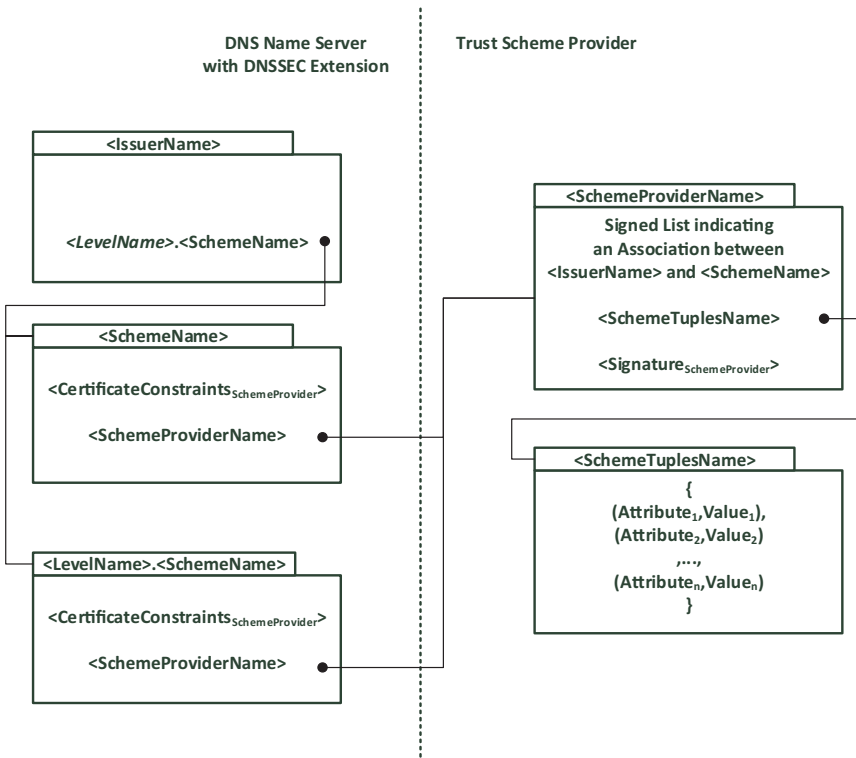 DNS Name Server
with DNSSEC Extension
Trust Scheme Provider
<IssuerName>
<LevelName>.<SchemeName>
<SchemeName>
<CertificateConstraintsSchemeProvider>
<SchemeProviderName>
<LevelName>.<SchemeName>
<CertificateConstraintsSchemeProvider>
<SchemeProviderName>
<SchemeProviderName>
Signed List indicating
an Association between
<IssuerName> and <SchemeName>
<SchemeTuplesName>
<SignatureSchemeProvider>
<SchemeTuplesName>
{
(Attribute1,Value1),
(Attribute2,Value2)
,...,
(Attributen,Valuen)
}